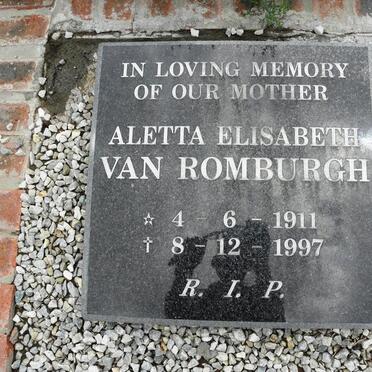 IN LOVING MEMORY
OF OUR MOTHER
ALETTA ELISABETH
VAN ROMBURGH
☆ 4 - 6 - 1911
† 8 - 12 - 1997
R. I. P.